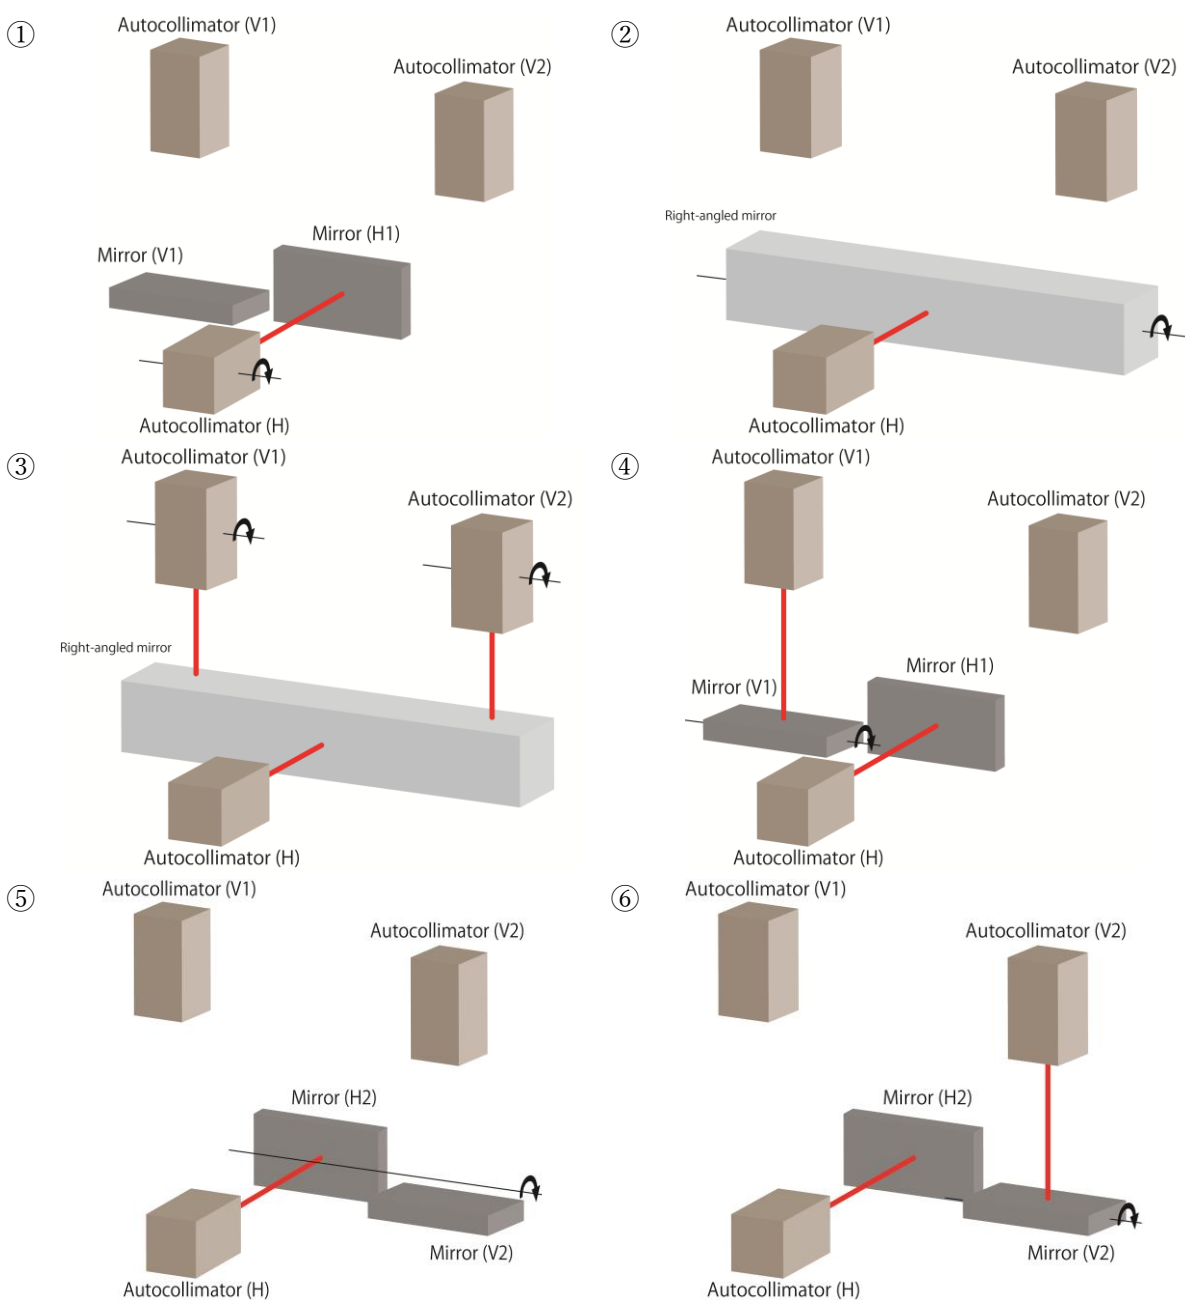 ①
Autocollimator (V1)
Autocollimator (V2)
Mirror (H1)
Mirror (V1)
Autocollimator (H)
②
Autocollimator (V1)
Autocollimator (V2)
Right-angled mirror
Autocollimator (H)
③
Autocollimator (V1)
Autocollimator (V2)
Right-angled mirror
Autocollimator (H)
④
Autocollimator (V1)
Autocollimator (V2)
Mirror (H1)
Mirror (V1)
Autocollimator (H)
⑤
Autocollimator (V1)
Autocollimator (V2)
Mirror (H2)
Mirror (V2)
Autocollimator (H)
⑥
Autocollimator (V1)
Autocollimator (V2)
Mirror (H2)
Mirror (V2)
Autocollimator (H)